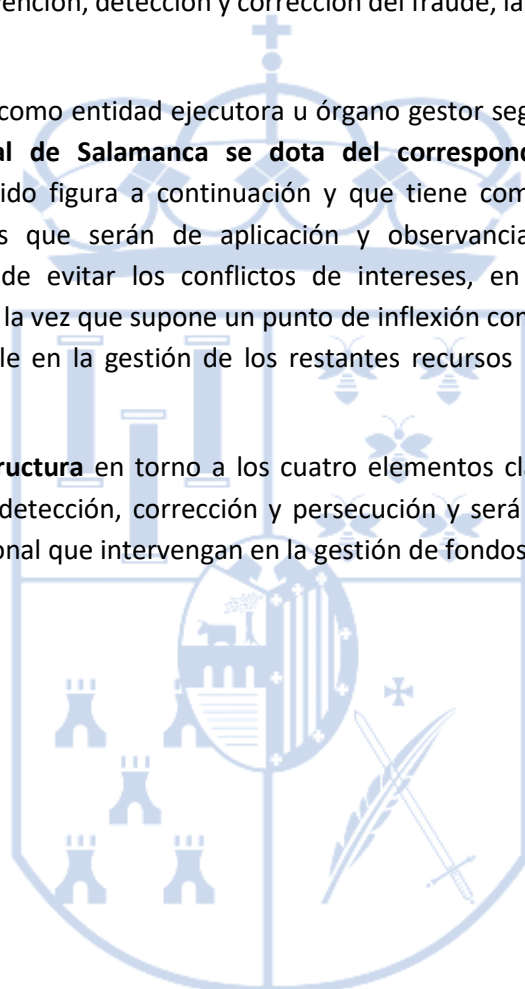 ención, detección y corrección del fraude, la
como entidad ejecutora u órgano gestor seg
al de Salamanca se dota del correspond
ido figura a continuación y que tiene com
s que serán de aplicación y observancia
de evitar los conflictos de intereses, en
la vez que supone un punto de inflexión con
le en la gestión de los restantes recursos
ructura en torno a los cuatro elementos cl
detección, corrección y persecución y será
onal que intervengan en la gestión de fondos